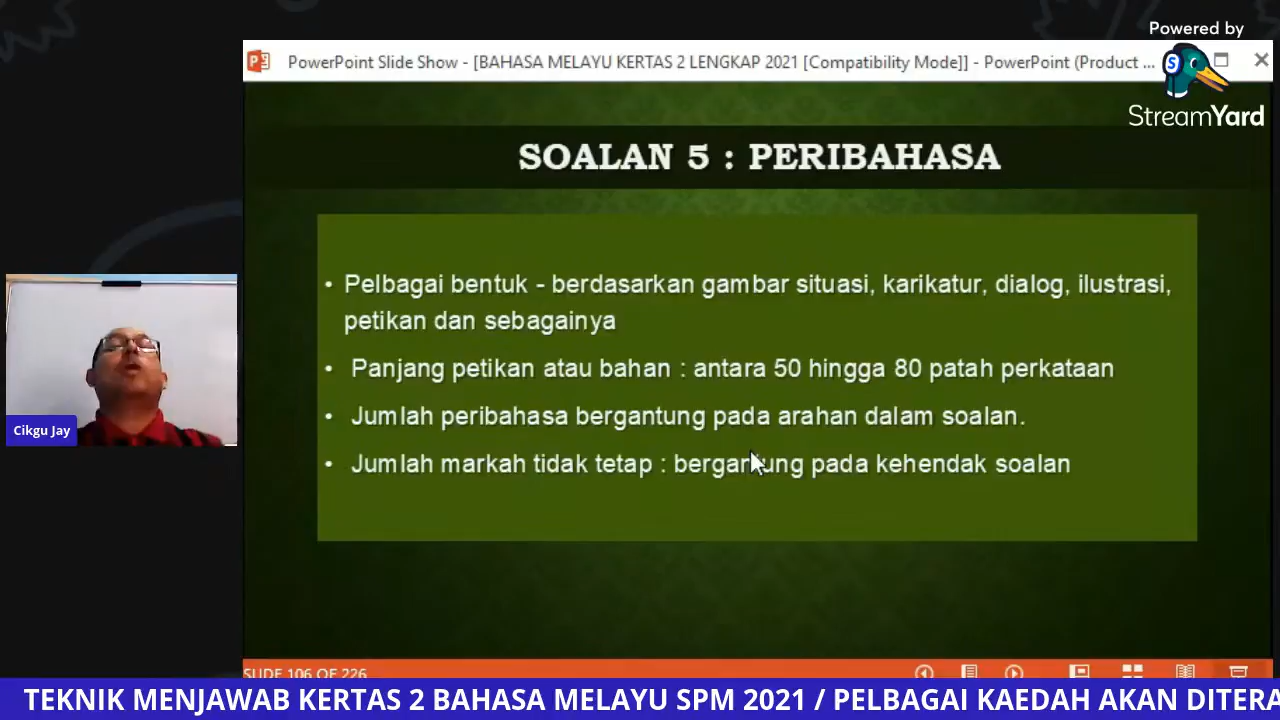 Powered by
StreamYard
PowerPoint Slide Show - [BAHASA MELAYU KERTAS 2 LENGKAP 2021 [Compatibility Mode]] - PowerPoint (Product ...
SOALAN 5 : PERIBAHASA
• Pelbagai bentuk - berdasarkan gambar situasi, karikatur, dialog, ilustrasi,
petikan dan sebagainya
• Panjang petikan atau bahan : antara 50 hingga 80 patah perkataan
• Jumlah peribahasa bergantung pada arahan dalam soalan.
• Jumlah markah tidak tetap : bergantung pada kehendak soalan
Cikgu Jay
SLIDE 106 OF 226
TEKNIK MENJAWAB KERTAS 2 BAHASA MELAYU SPM 2021 / PELBAGAI KAEDAH AKAN DITERA